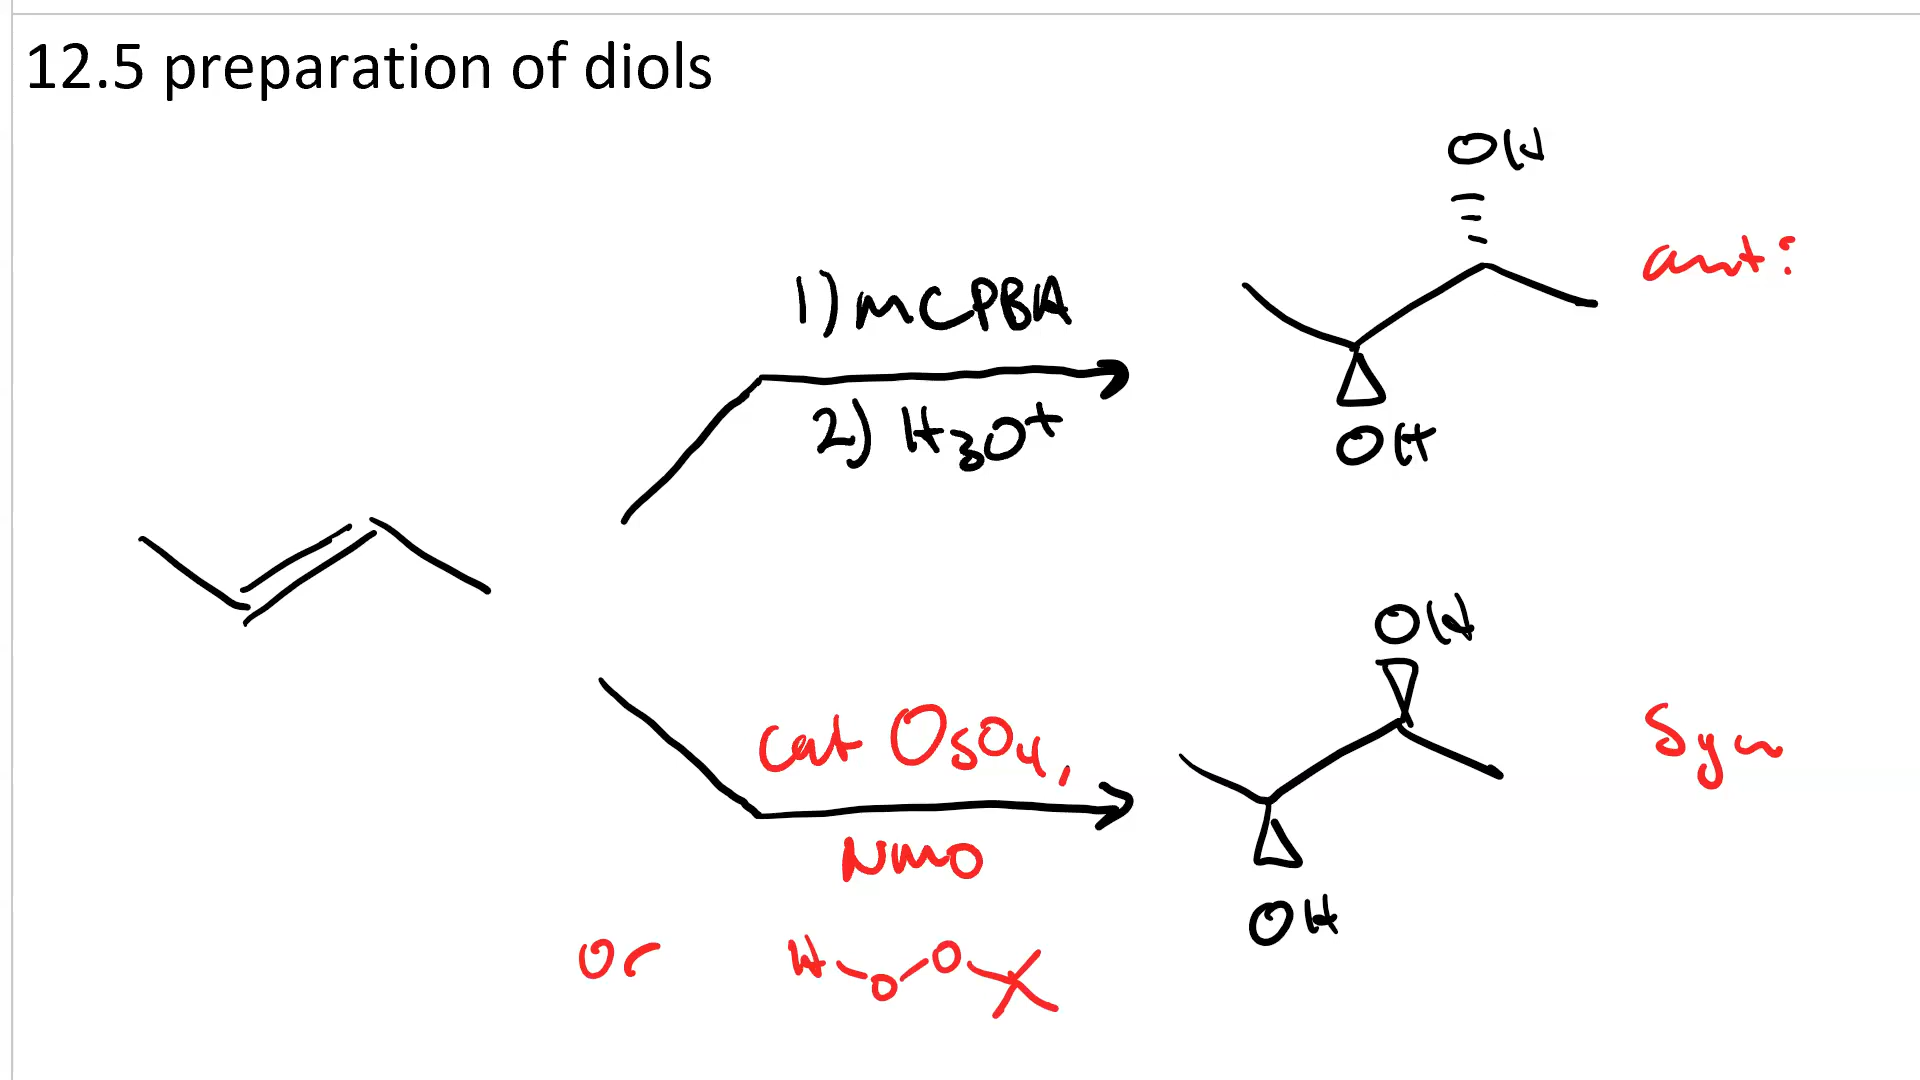 12.5 preparation of diols
OH
anti
1) mCPBA
2) H3O+
OH
OH
cat OsO4,
Syn
NMO
OH
Or H O O